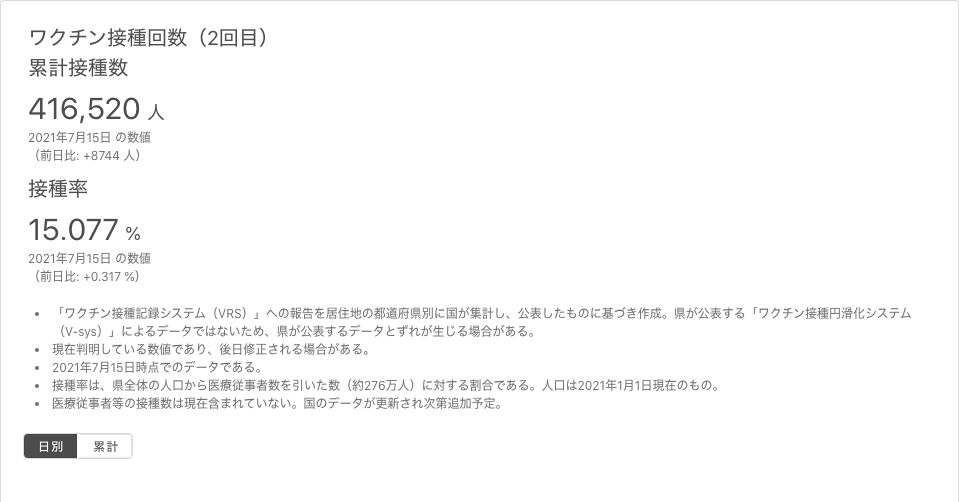 ワクチン接種回数（2回目）
累計接種数
416,520 人
2021年7月15日 の数値
（前日比: +8744 人）
接種率
15.077 %
2021年7月15日 の数値
（前日比: +0.317 %）
• 「ワクチン接種記録システム（VRS）」への報告を居住地の都道府県別に国が集計し、公表したものに基づき作成。県が公表する「ワクチン接種円滑化システム
（V-sys）」によるデータではないため、県が公表するデータとずれが生じる場合がある。
• 現在判明している数値であり、後日修正される場合がある。
• 2021年7月15日時点でのデータである。
• 接種率は、県全体の人口から医療従事者数を引いた数（約276万人）に対する割合である。人口は2021年1月1日現在のもの。
• 医療従事者等の接種数は現在含まれていない。国のデータが更新され次第追加予定。
日別 累計